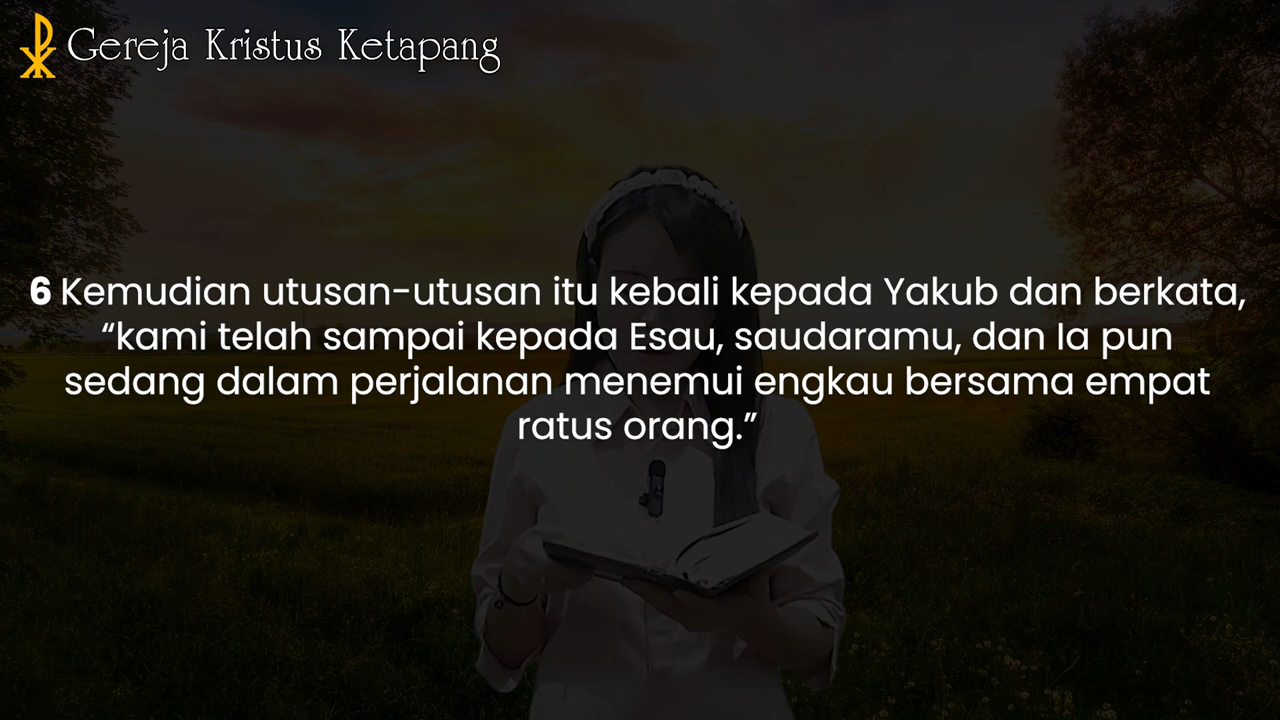 Gereja Kristus Ketapang
6 Kemudian utusan-utusan itu kebali kepada Yakub dan berkata,
“kami telah sampai kepada Esau, saudaramu, dan Ia pun
sedang dalam perjalanan menemui engkau bersama empat
ratus orang.”